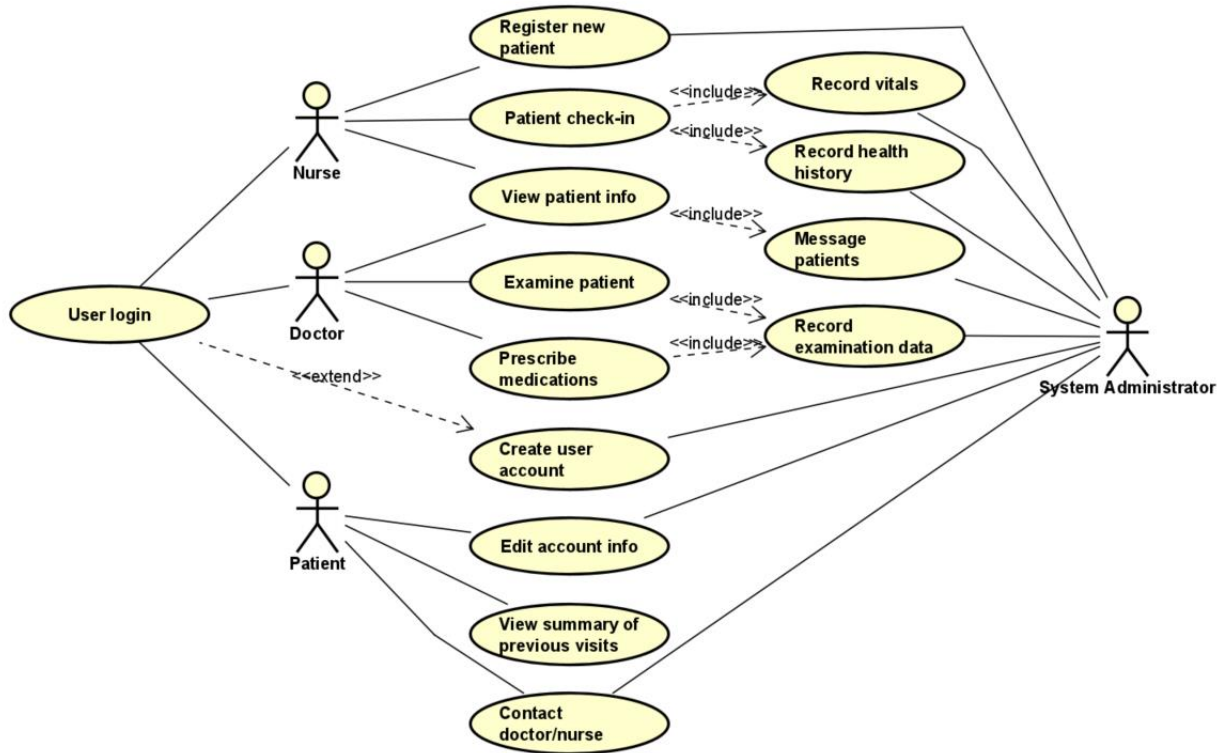 Register new
patient
<<include>>
Record vitals
Patient check-in
<<include>>
Nurse
Record health
history
View patient info
<<include>>
Message
patients
Examine patient
<<include>>
User login
Doctor
Record
examination data
<<include>>
Prescribe
medications
<<extend>>
System Administrator
Create user
account
Edit account info
Patient
View summary of
previous visits
Contact
doctor/nurse